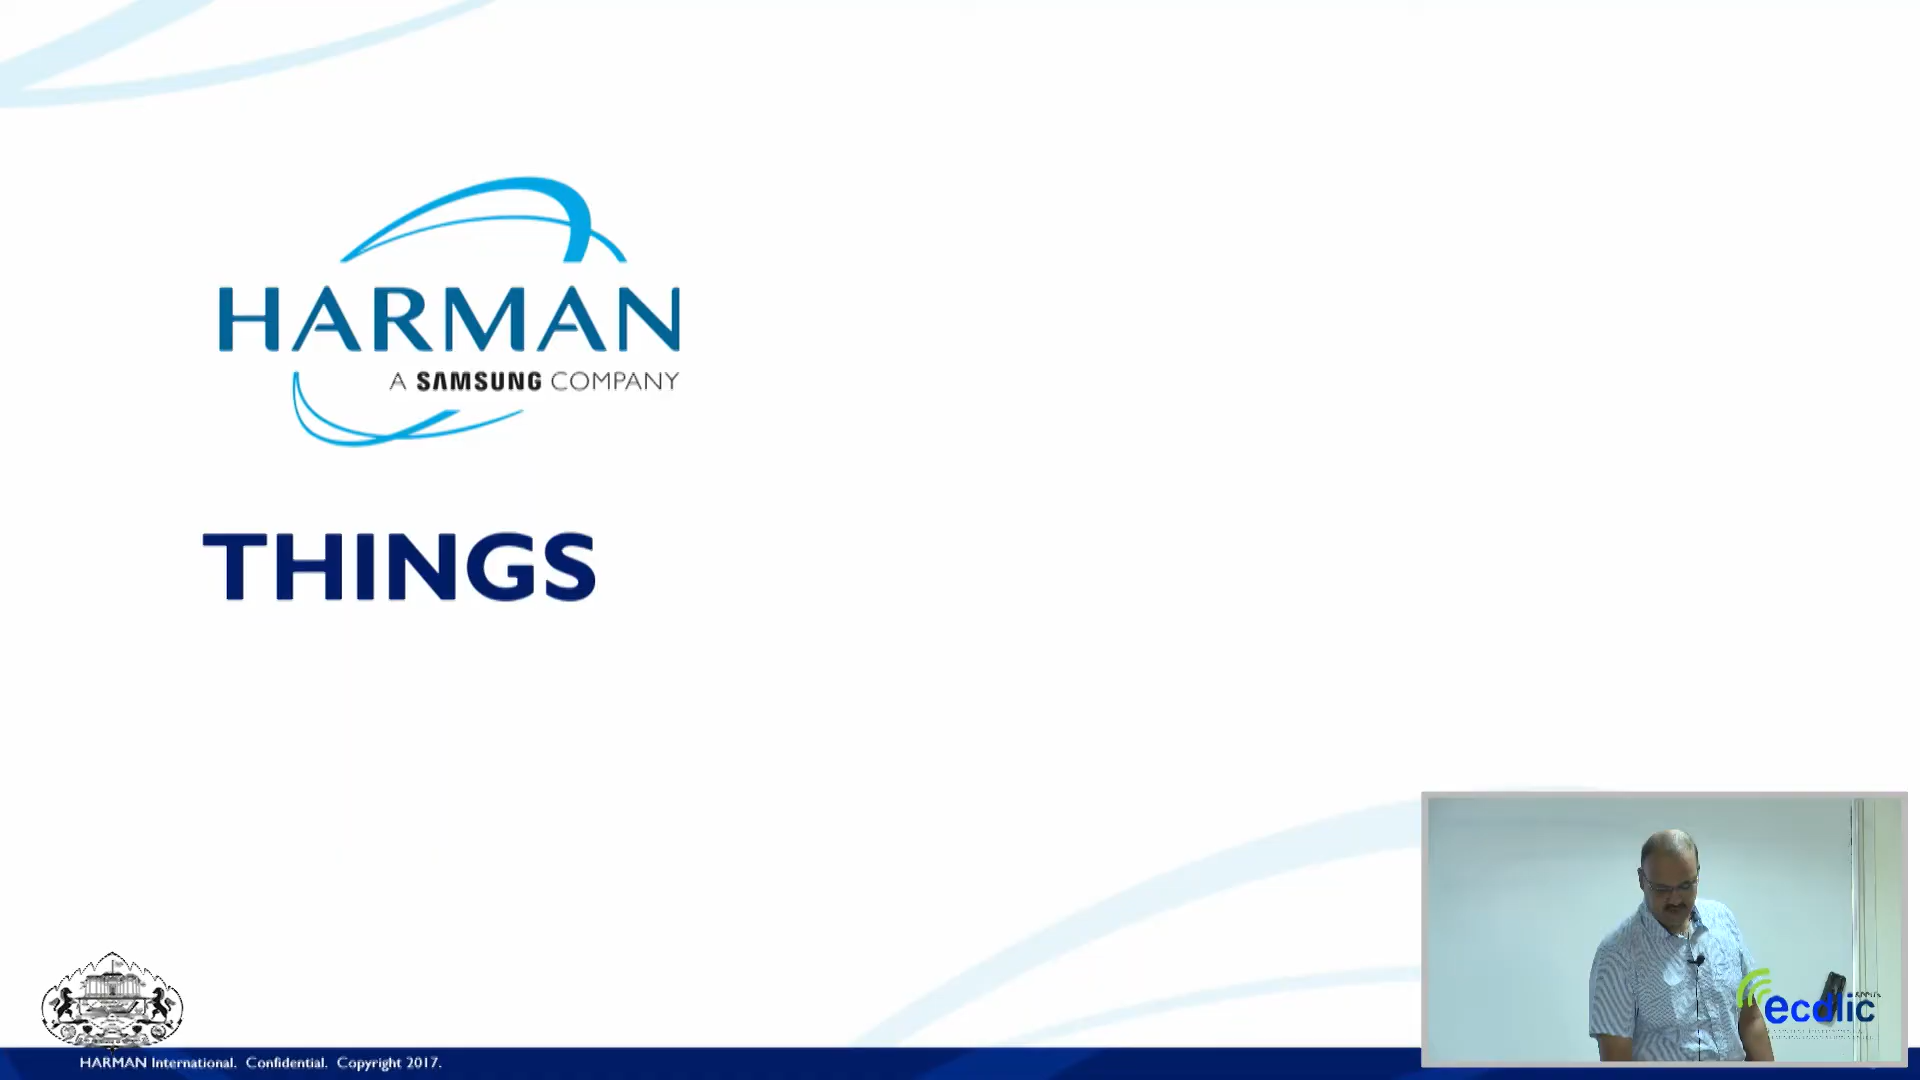 HARMAN
A SAMSUNG COMPANY
THINGS
ecdlic
HARMAN International. Confidential. Copyright 2017.